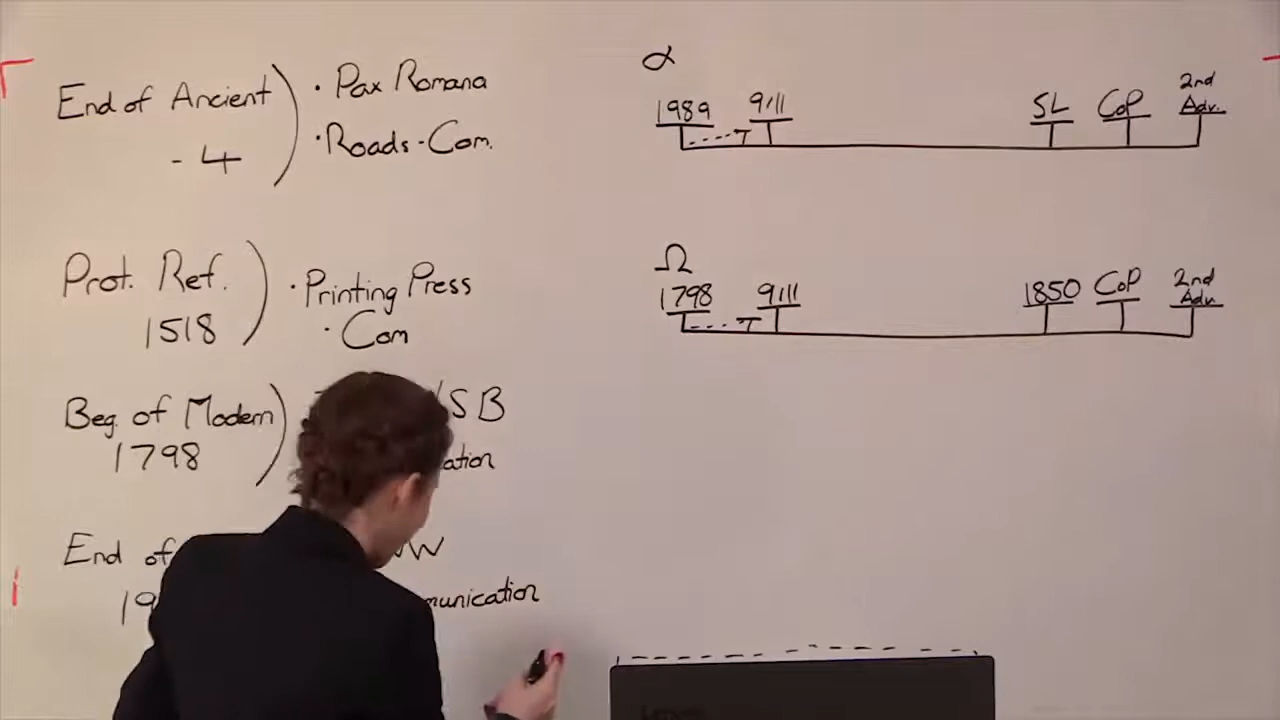 End of Ancient
- 4
· Pax Romana
· Roads - Com.
Prot. Ref.
1518
· Printing Press
· Com
Beg. of Modern
1798
/SB
ation
End of
19
WW
munication
α
1989 9/11 SL CoP 2nd Adv.
Ω
1798 9/11 1850 CoP 2nd Adv.